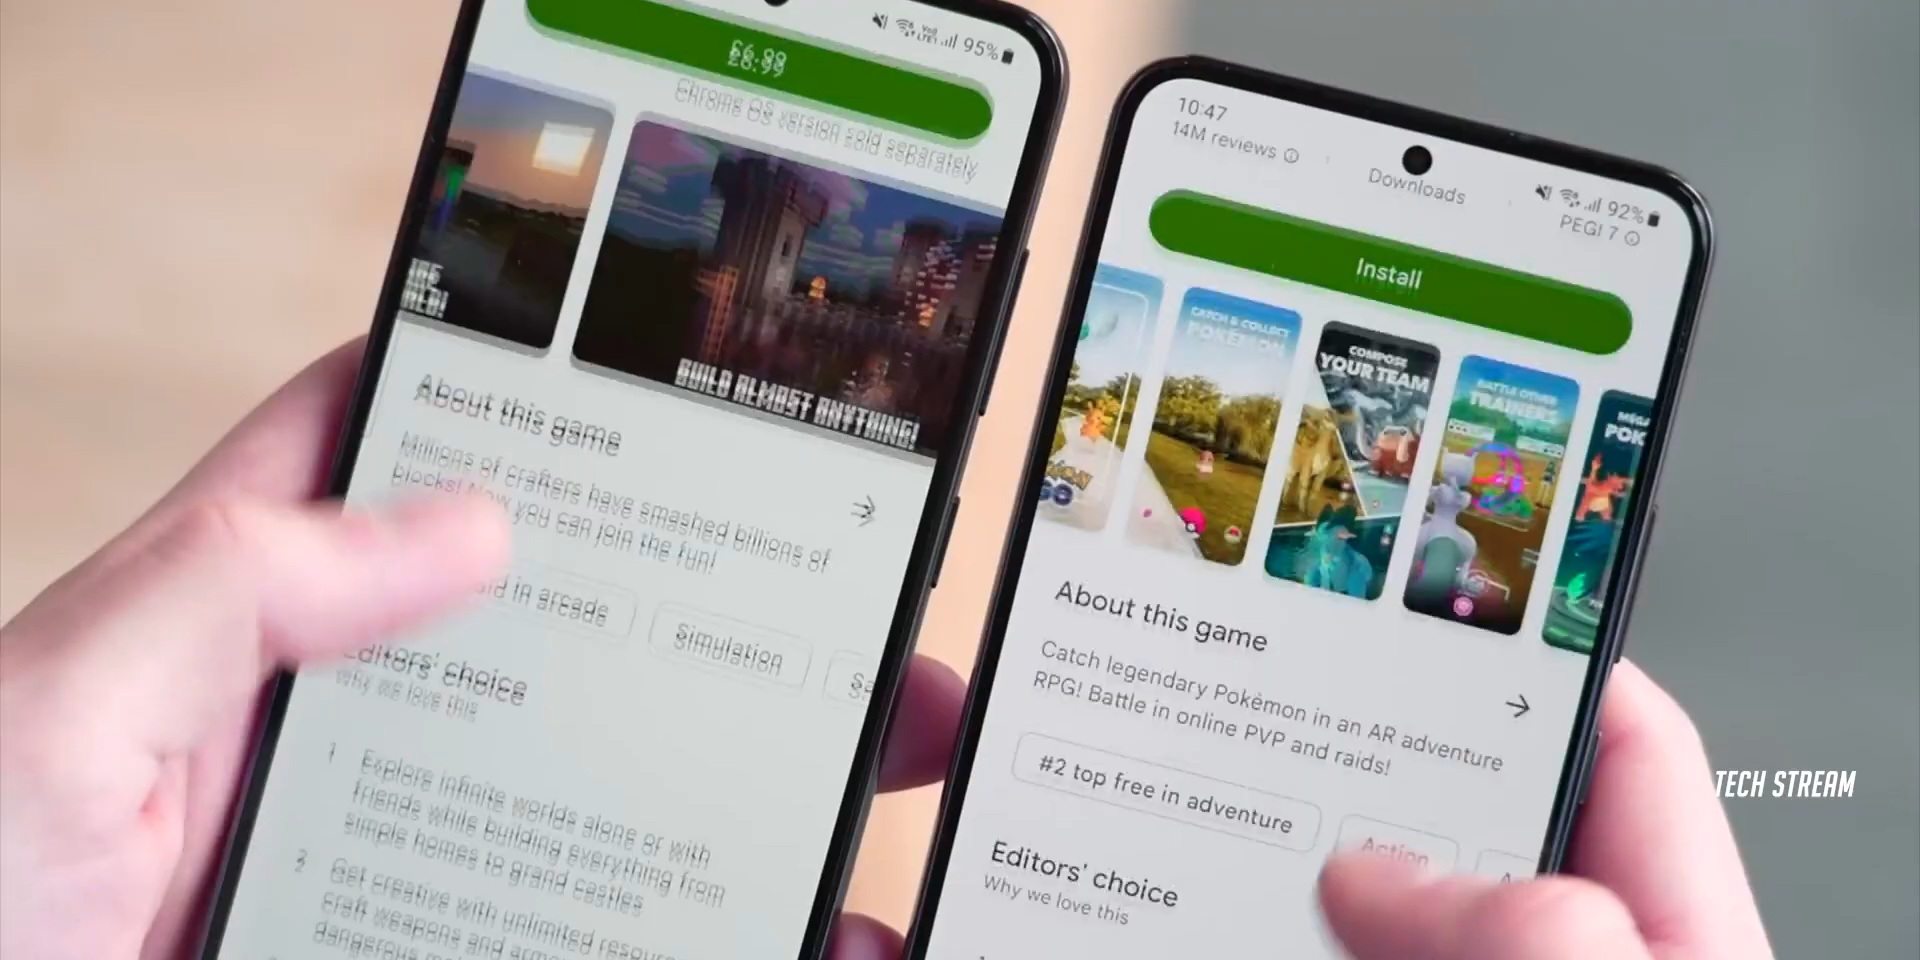 95%
£6.99
Chrome OS version sold separately
BUILD ALMOST ANYTHING!
About this game
Millions of crafters have smashed billions of
blocks! Now you can join the fun!
in arcade
Simulation
Editors' choice
Why we love this
1 Explore infinite worlds alone or with
friends while building everything from
simple homes to grand castles
2 Get creative with unlimited
craft weapons and
dangerous
10:47
92%
14M reviews
Downloads
PEGI 7
Install
CATCH & COLLECT
POKÉMON
COMPOSE
YOUR TEAM
BATTLE OTHER
TRAINERS
GO
About this game
Catch legendary Pokémon in an AR adventure
RPG! Battle in online PVP and raids!
#2 top free in adventure
Action
Editors' choice
Why we love this
TECH STREAM